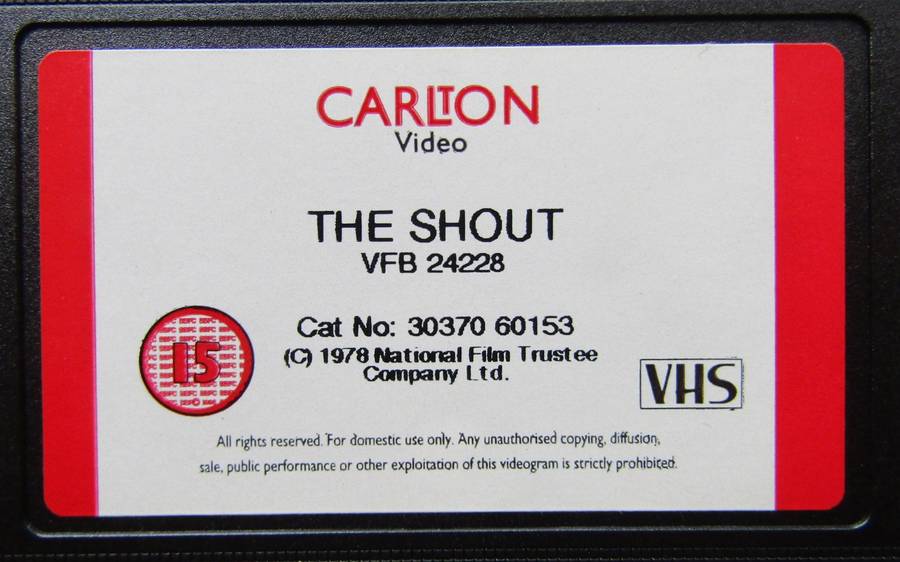 CARLTON
Video
THE SHOUT
VFB 24228
Cat No: 30370 60153
(C) 1978 National Film Trustee
Company Ltd.
15
VHS
All rights reserved. For domestic use only. Any unauthorised copying, diffusion,
sale, public performance or other exploitation of this videogram is strictly prohibited.